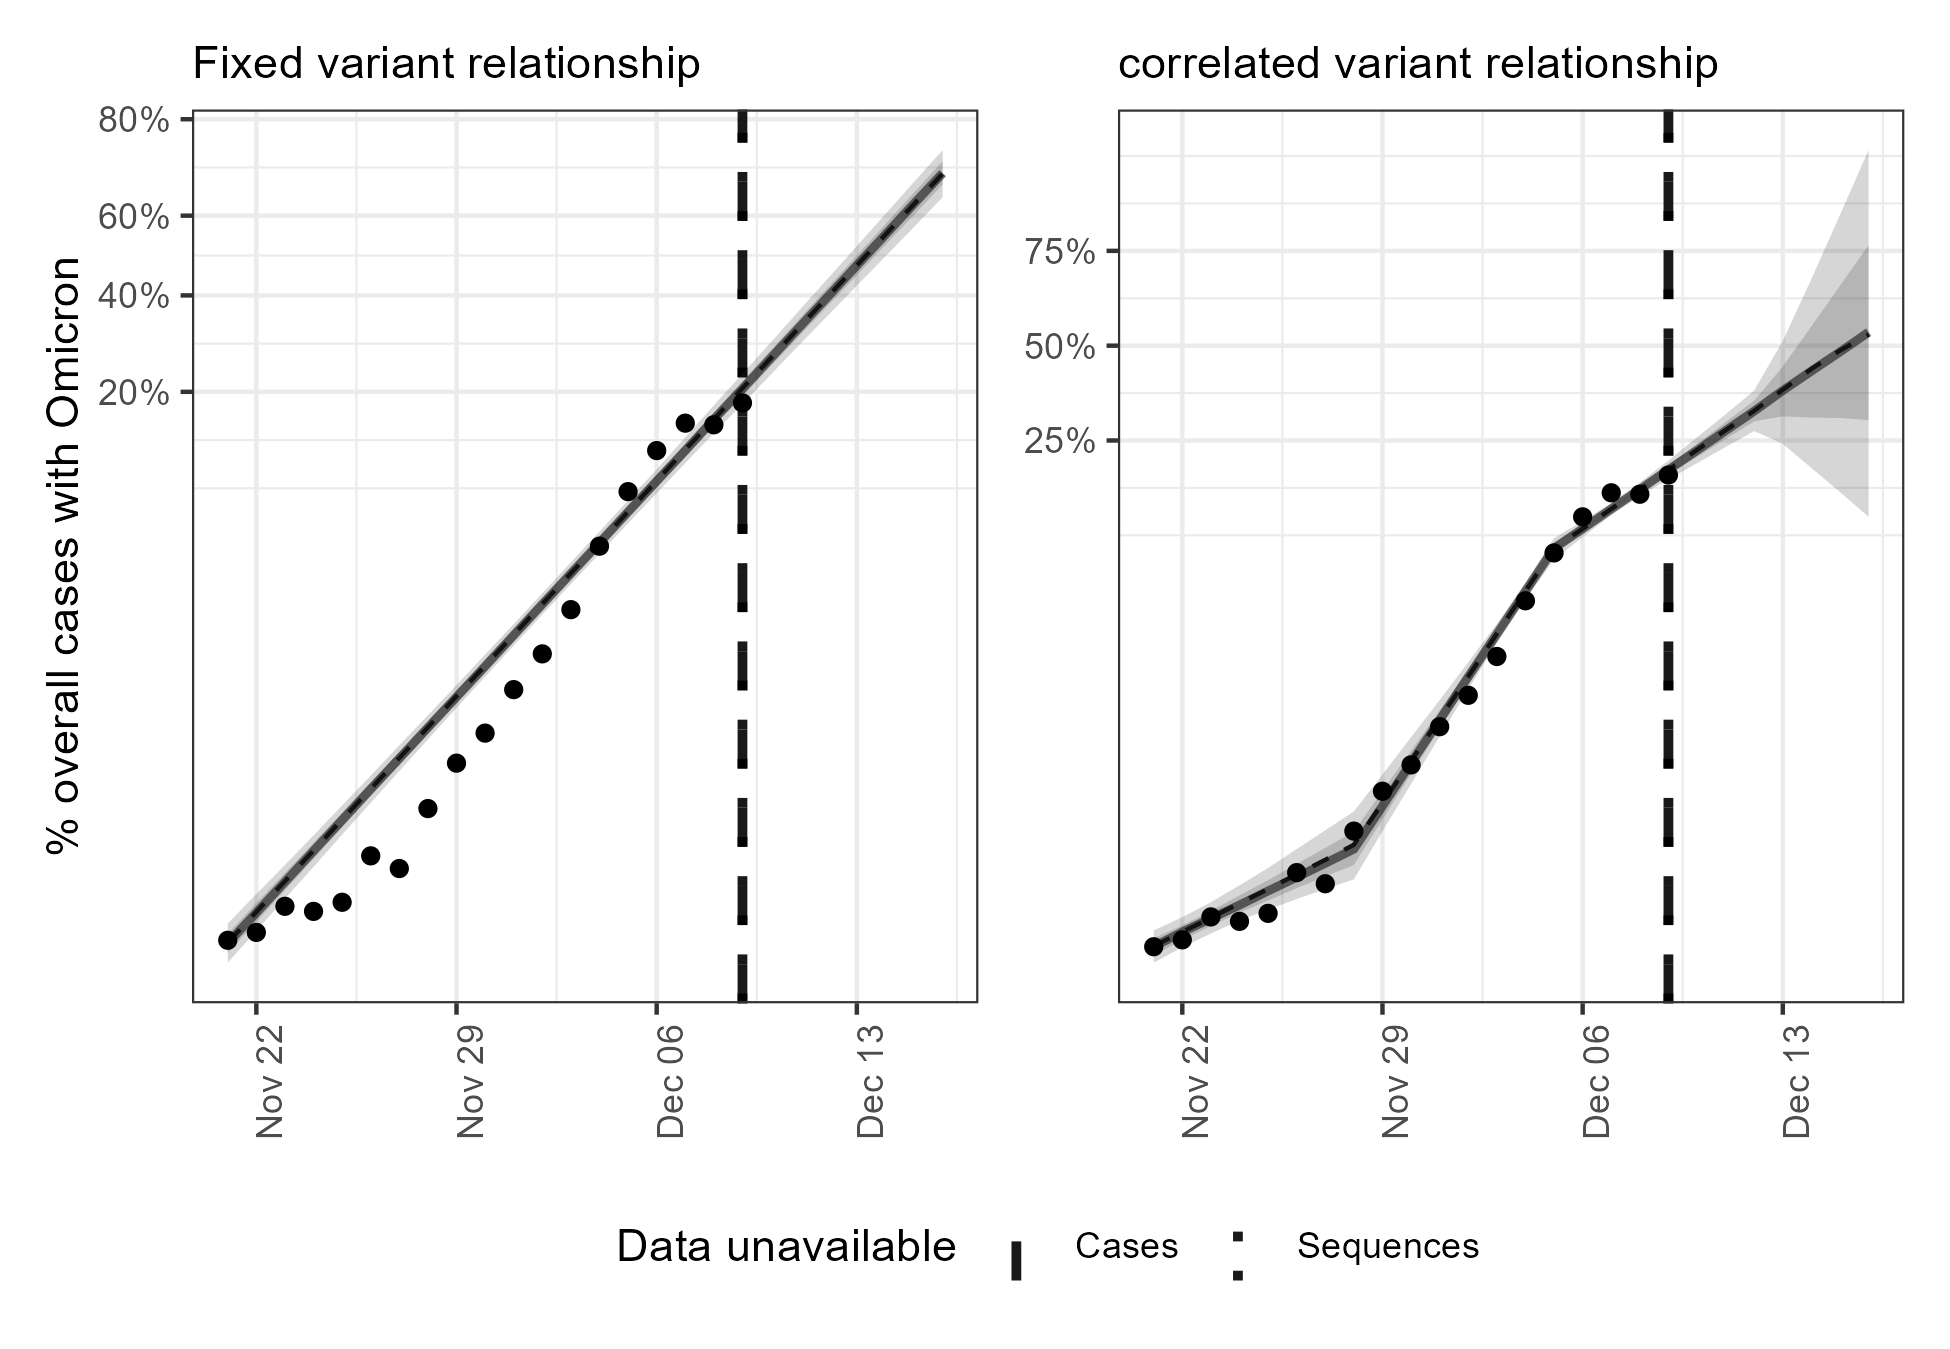 Fixed variant relationship
correlated variant relationship
% overall cases with Omicron
80%
60%
40%
20%
75%
50%
25%
Nov 22
Nov 29
Dec 06
Dec 13
Nov 22
Nov 29
Dec 06
Dec 13
Data unavailable
Cases
Sequences